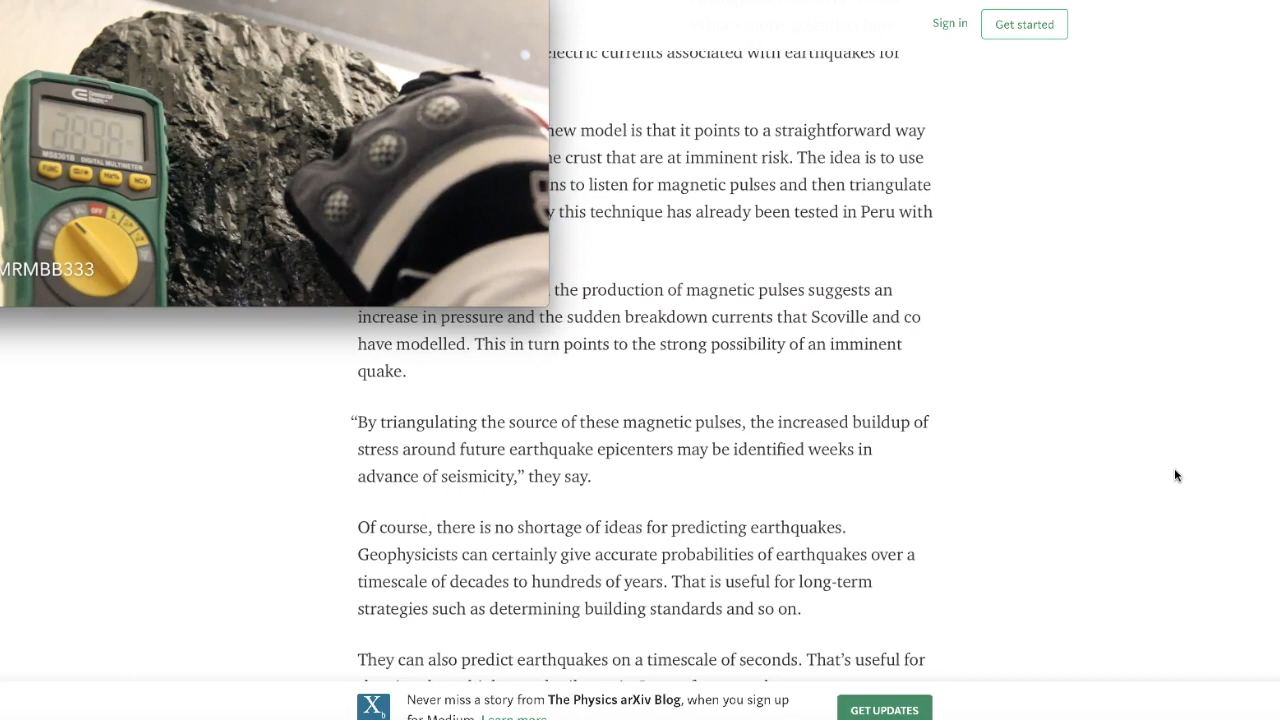 Sign in
Get started
electric currents associated with earthquakes for
new model is that it points to a straightforward way
crust that are at imminent risk. The idea is to use
to listen for magnetic pulses and then triangulate
this technique has already been tested in Peru with
the production of magnetic pulses suggests an
increase in pressure and the sudden breakdown currents that Scoville and co
have modelled. This in turn points to the strong possibility of an imminent
quake.
“By triangulating the source of these magnetic pulses, the increased buildup of
stress around future earthquake epicenters may be identified weeks in
advance of seismicity,” they say.
Of course, there is no shortage of ideas for predicting earthquakes.
Geophysicists can certainly give accurate probabilities of earthquakes over a
timescale of decades to hundreds of years. That is useful for long-term
strategies such as determining building standards and so on.
They can also predict earthquakes on a timescale of seconds. That’s useful for
Never miss a story from The Physics arXiv Blog, when you sign up
for Medium. Learn more
GET UPDATES
X b
MS8301B DIGITAL MULTIMETER
FUNC
NCV
OFF
MRMBB333